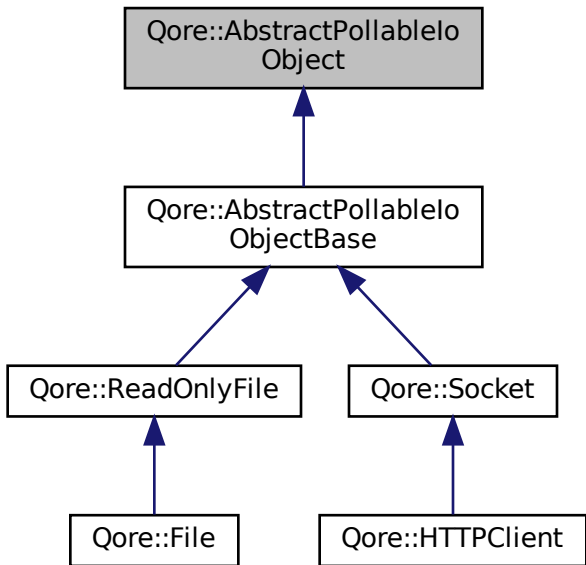 Qore::AbstractPollableIo
Object
Qore::AbstractPollableIo
ObjectBase
Qore::ReadOnlyFile
Qore::Socket
Qore::File
Qore::HTTPClient